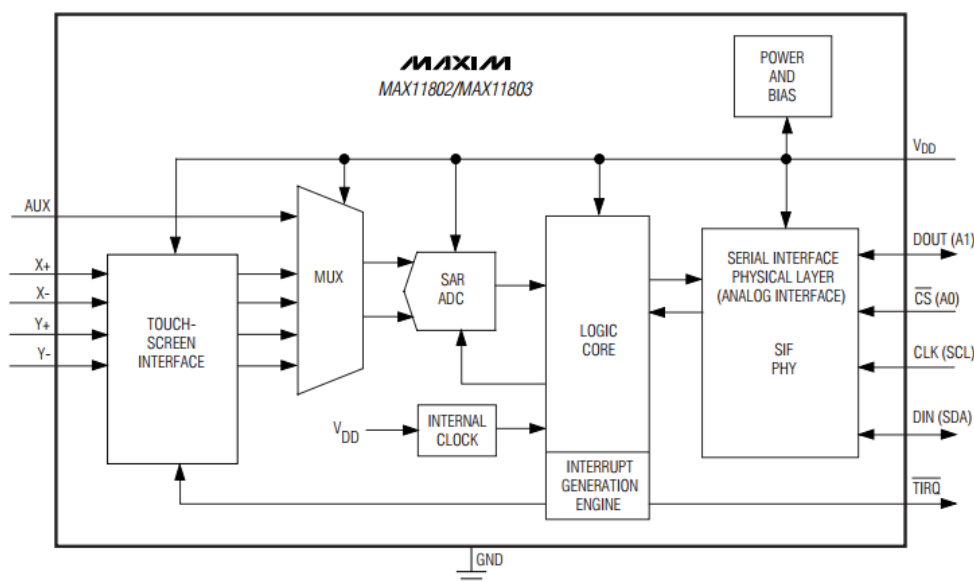 MAXIM
MAX11802/MAX11803
POWER
AND
BIAS
VDD
AUX
X+
X-
Y+
Y-
TOUCH-
SCREEN
INTERFACE
MUX
SAR
ADC
VDD
INTERNAL
CLOCK
LOGIC
CORE
INTERRUPT
GENERATION
ENGINE
SERIAL INTERFACE
PHYSICAL LAYER
(ANALOG INTERFACE)
SIF
PHY
DOUT (A1)
C̅S̅ (A0)
CLK (SCL)
DIN (SDA)
T̅I̅R̅Q̅
GND